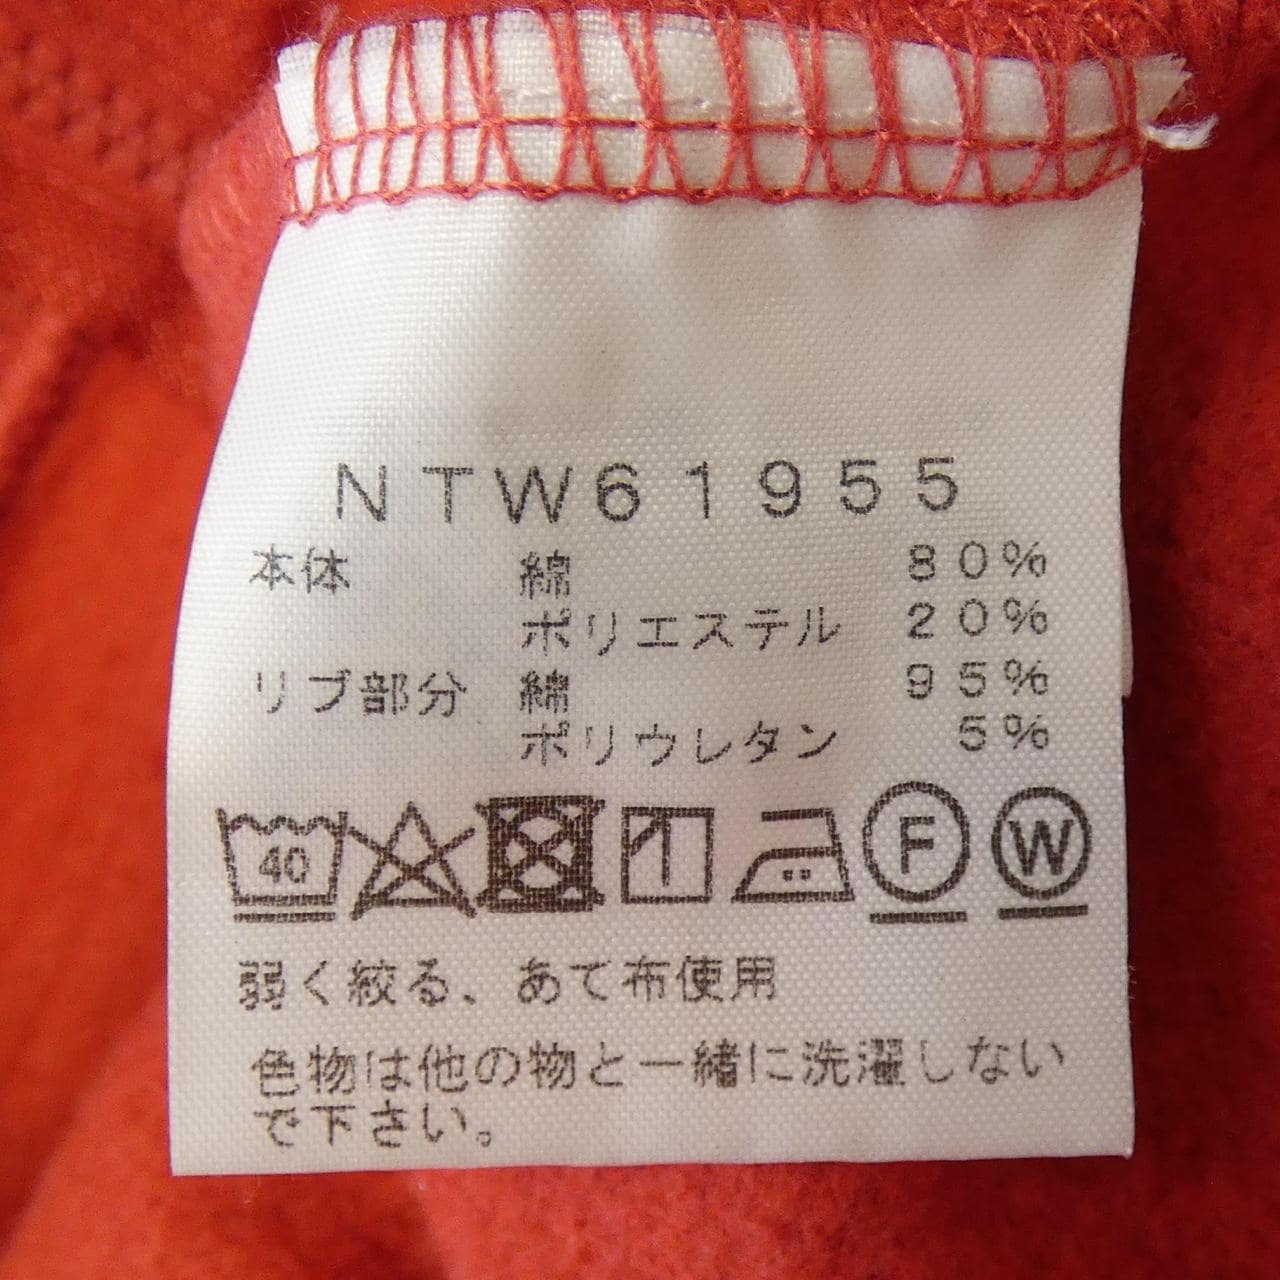 NTW61955
本体 綿 80%
ポリエステル 20%
リブ部分 綿 95%
ポリウレタン 5%
40 F W
弱く絞る、あて布使用
色物は他の物と一緒に洗濯しない
で下さい。